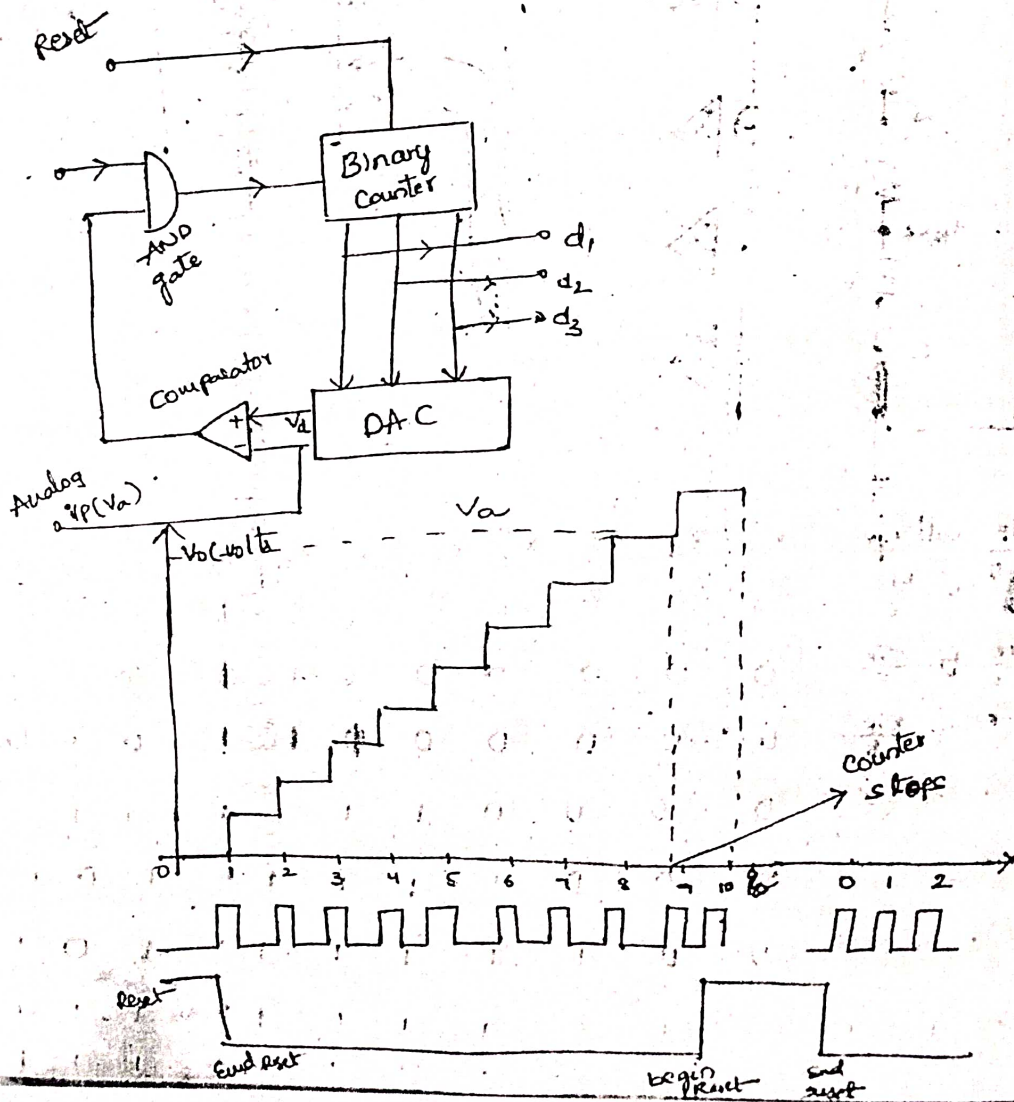 Reset
Binary
Counter
AND
gate
d1
d2
d3
Comparator
+
-
Vd
DAC
Analog
i/p(Va)
Vo(volts
Va
Counter
stops
0 1 2 3 4 5 6 7 8 9 10 0 1 2
Reset
End reset
begin
Reset
End
reset